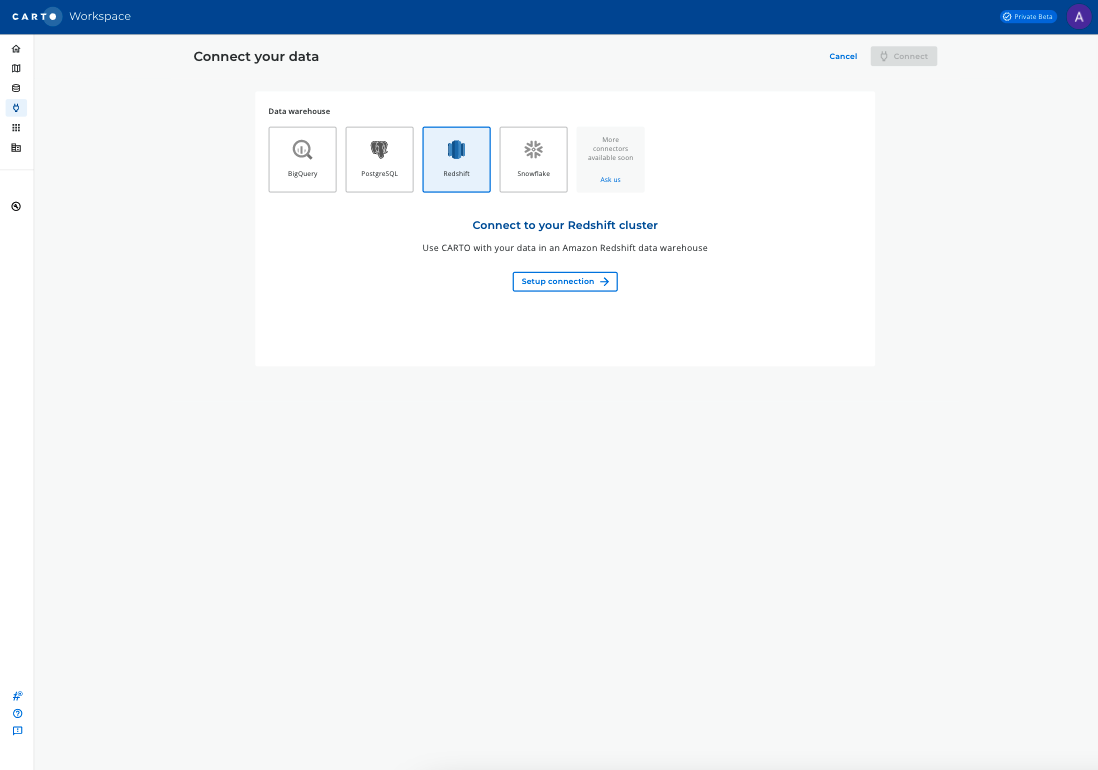 CARTO Workspace
Private Beta
A
Connect your data
Cancel
Connect
Data warehouse
BigQuery
PostgreSQL
Redshift
Snowflake
More
connectors
available soon
Ask us
Connect to your Redshift cluster
Use CARTO with your data in an Amazon Redshift data warehouse
Setup connection